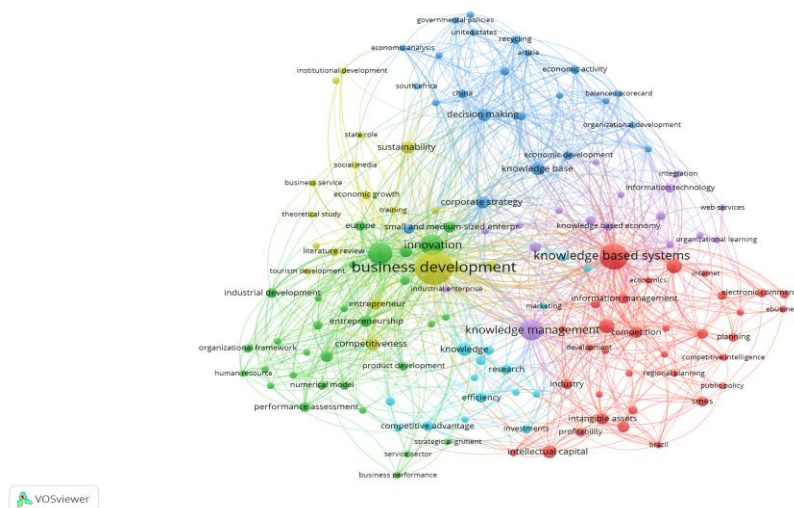 governmental policies
united states
recycling
article
economic analysis
institutional development
economic activity
south africa
china
balanced scorecard
decision making
organizational development
state role
sustainability
social media
economic development
knowledge base
integration
business service
information technology
economic growth
corporate strategy
web services
theoretical study
training
europe
small and medium-sized enterpr
knowledge based economy
organizational learning
literature review
innovation
knowledge based systems
business development
tourism development
internet
industrial enterprise
economics
industrial development
electronic commerc
information management
entrepreneur
marketing
ebusines
entrepreneurship
knowledge management
competition
planning
organizational framework
competitiveness
knowledge
development
competitive intelligence
human resource
product development
research
regional planning
numerical model
industry
public policy
efficiency
performance assessment
smes
intangible assets
competitive advantage
investments
profitability
strategic alignment
brazil
service sector
intellectual capital
business performance
VOSviewer